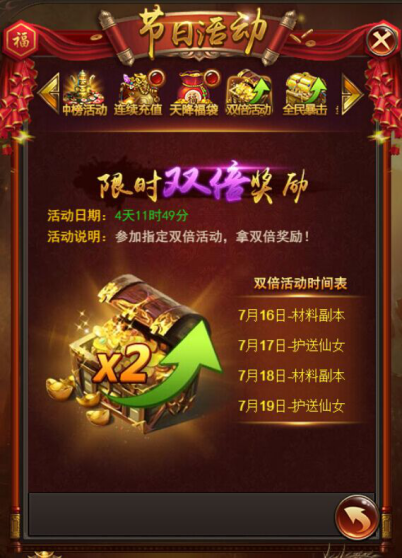 节日活动
福
冲榜活动
连续充值
天降福袋
双倍活动
全民暴击
限时双倍奖励
活动日期：4天11时49分
活动说明：参加指定双倍活动，拿双倍奖励！
双倍活动时间表
x2
7月16日-材料副本
7月17日-护送仙女
7月18日-材料副本
7月19日-护送仙女